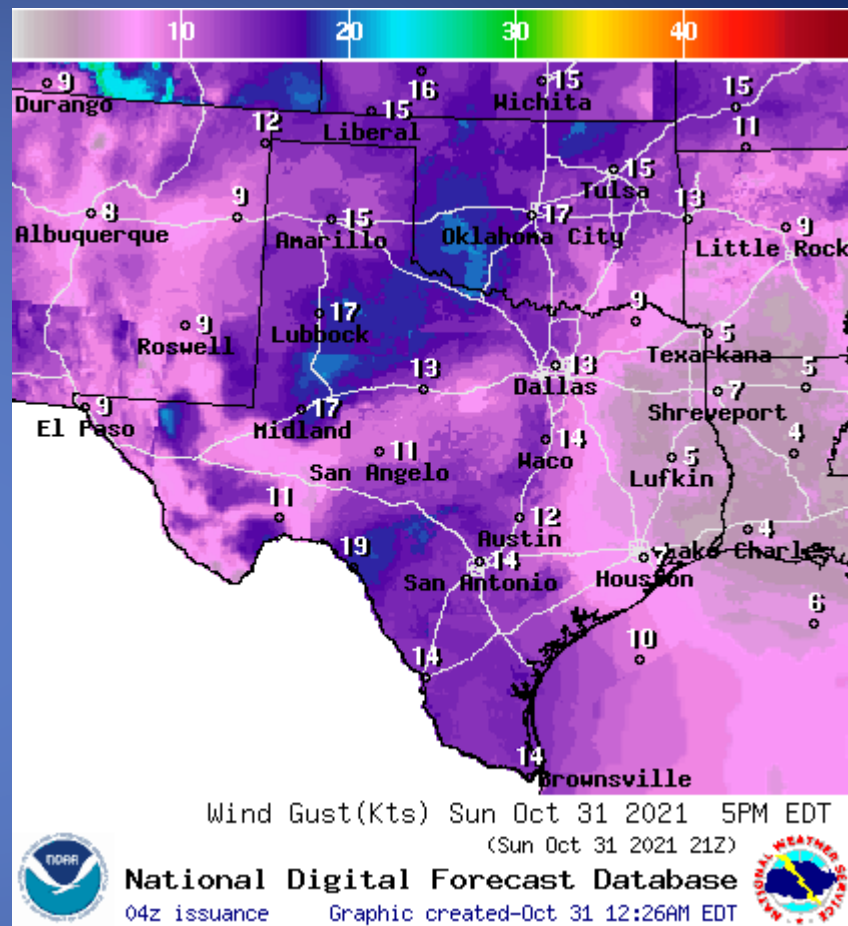 10 20 30 40
9 16 15 15
Durango Wichita
12 15 11
Liberal
15
Tulsa
8 9 15 17 13 9
Albuquerque Amarillo Oklahoma City Little Rock
9 17 9 5
Roswell Lubbock Texarkana
13 13 7 5
Dallas
9 17 Shreveport
El Paso Midland
11 14 5 4
San Angelo Waco Lufkin
11 12 4
Austin
19 14 7 Lake Charles
San Antonio Houston
6
10
14
14
Brownsville
Wind Gust(Kts) Sun Oct 31 2021 5PM EDT
(Sun Oct 31 2021 21Z)
NOAA
NATIONAL WEATHER SERVICE
National Digital Forecast Database
04z issuance Graphic created-Oct 31 12:26AM EDT